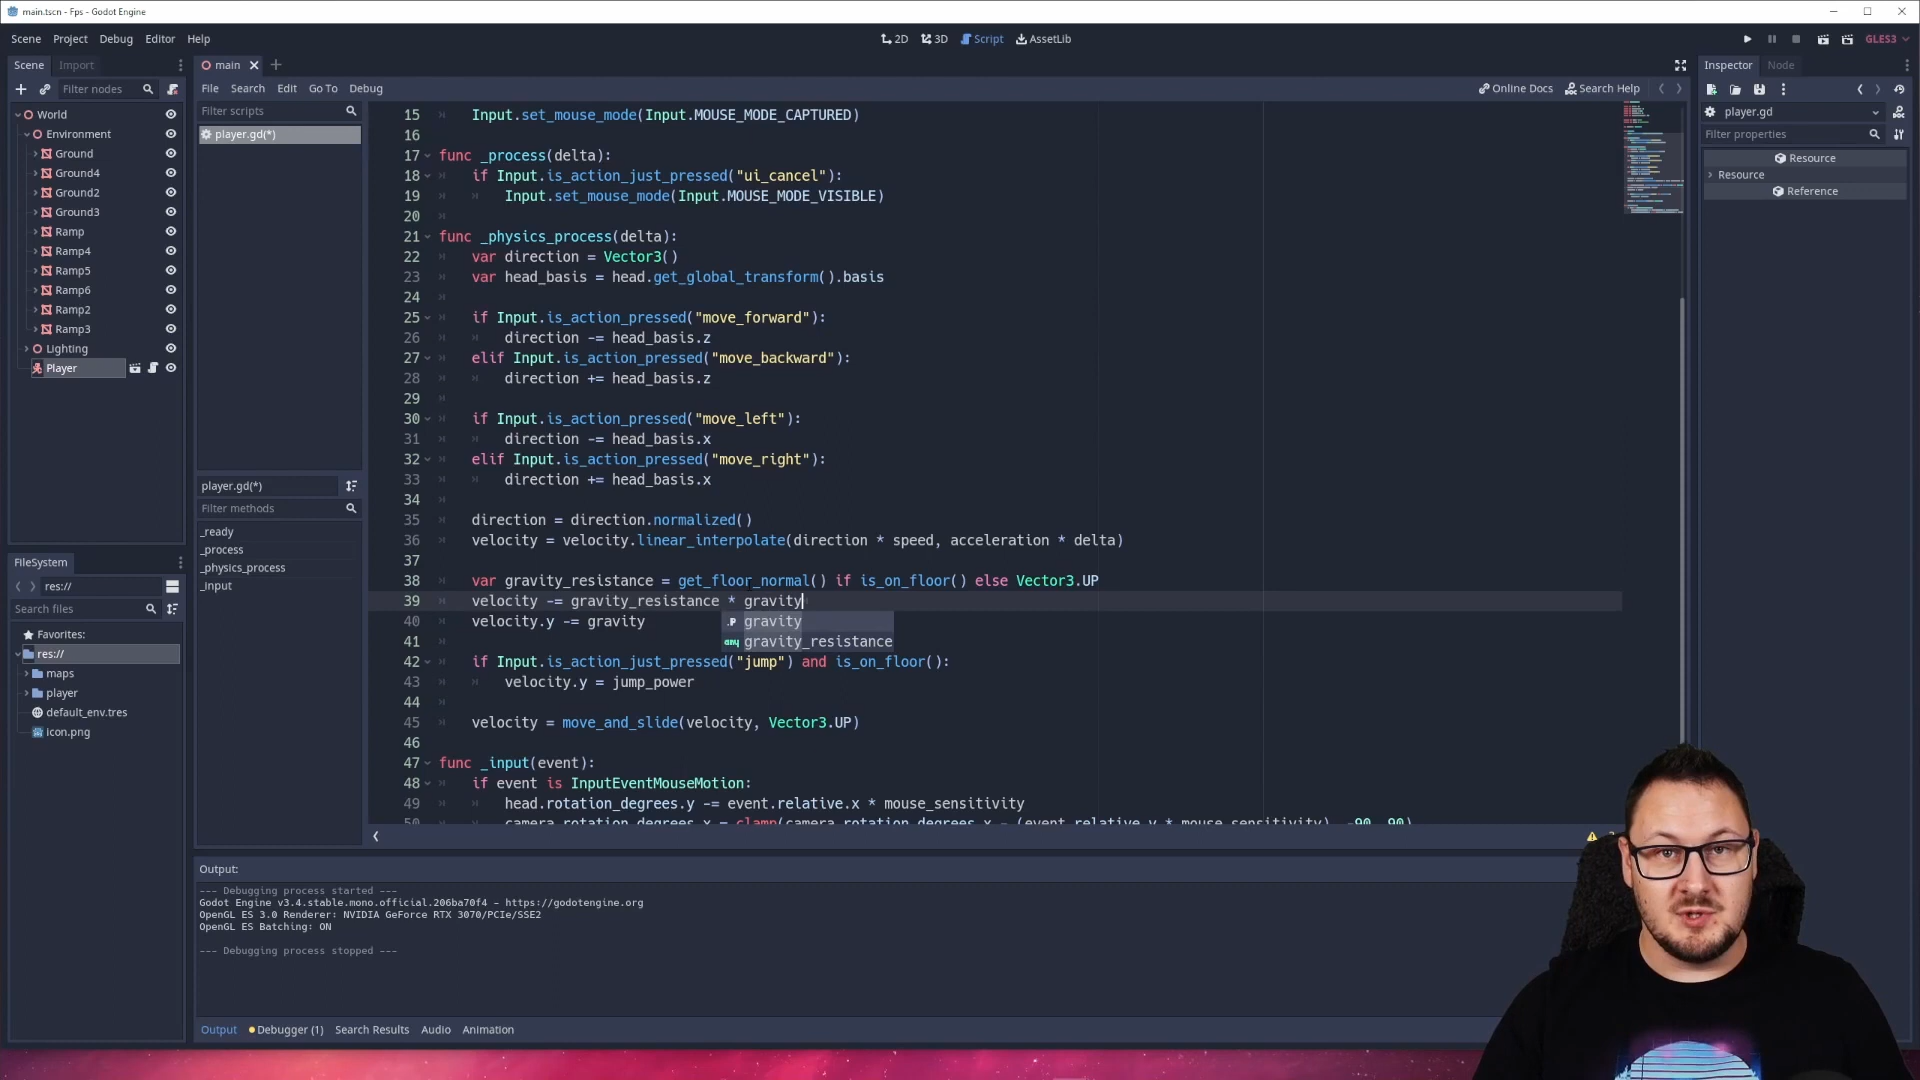 main.tscn - Fps - Godot Engine
Scene Project Debug Editor Help
2D 3D Script AssetLib
GLES3
Scene Import
Filter nodes
World
Environment
Ground
Ground4
Ground2
Ground3
Ramp
Ramp4
Ramp5
Ramp6
Ramp2
Ramp3
Lighting
Player
FileSystem
res://
Search files
Favorites:
res://
maps
player
default_env.tres
icon.png
main
File Search Edit Go To Debug
Online Docs Search Help
Filter scripts
player.gd(*)
player.gd(*)
Filter methods
_ready
_process
_physics_process
_input
15 Input.set_mouse_mode(Input.MOUSE_MODE_CAPTURED)
16
17 func _process(delta):
18 if Input.is_action_just_pressed("ui_cancel"):
19 Input.set_mouse_mode(Input.MOUSE_MODE_VISIBLE)
20
21 func _physics_process(delta):
22 var direction = Vector3()
23 var head_basis = head.get_global_transform().basis
24
25 if Input.is_action_pressed("move_forward"):
26 direction -= head_basis.z
27 elif Input.is_action_pressed("move_backward"):
28 direction += head_basis.z
29
30 if Input.is_action_pressed("move_left"):
31 direction -= head_basis.x
32 elif Input.is_action_pressed("move_right"):
33 direction += head_basis.x
34
35 direction = direction.normalized()
36 velocity = velocity.linear_interpolate(direction * speed, acceleration * delta)
37
38 var gravity_resistance = get_floor_normal() if is_on_floor() else Vector3.UP
39 velocity -= gravity_resistance * gravity
40 velocity.y -= gravity
gravity
gravity_resistance
41
42 if Input.is_action_just_pressed("jump") and is_on_floor():
43 velocity.y = jump_power
44
45 velocity = move_and_slide(velocity, Vector3.UP)
46
47 func _input(event):
48 if event is InputEventMouseMotion:
49 head.rotation_degrees.y -= event.relative.x * mouse_sensitivity
50 camera.rotation_degrees.x = clamp(camera.rotation_degrees.x - (event.relative.y * mouse_sensitivity), -90, 90)
Output:
--- Debugging process started ---
Godot Engine v3.4.stable.mono.official.206ba70f4 - https://godotengine.org
OpenGL ES 3.0 Renderer: NVIDIA GeForce RTX 3070/PCIe/SSE2
OpenGL ES Batching: ON
--- Debugging process stopped ---
Output Debugger (1) Search Results Audio Animation
Inspector Node
player.gd
Filter properties
Resource
Resource
Reference